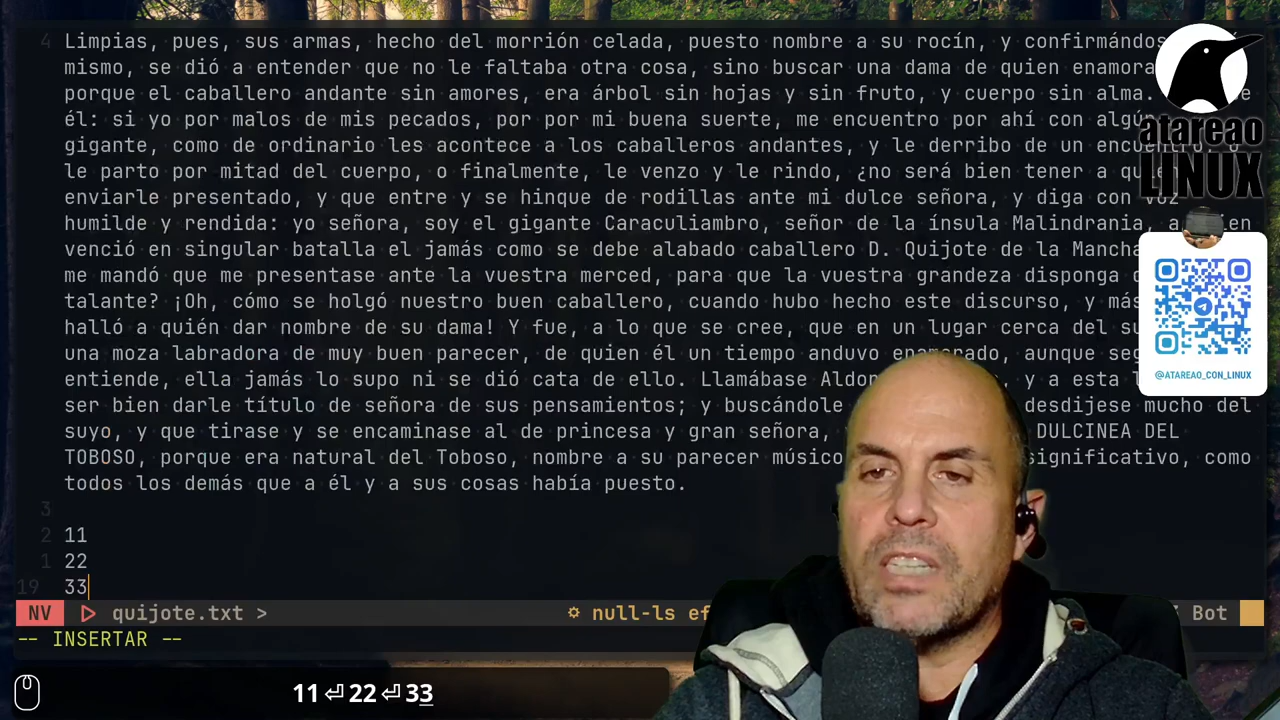 4 Limpias, pues, sus armas, hecho del morrión celada, puesto nombre a su rocín, y confirmándos
mismo, se dió a entender que no le faltaba otra cosa, sino buscar una dama de quien enamora
porque el caballero andante sin amores, era árbol sin hojas y sin fruto, y cuerpo sin alma.
él: si yo por malos de mis pecados, por por mi buena suerte, me encuentro por ahí con algú
gigante, como de ordinario les acontece a los caballeros andantes, y le derribo de un encu
le parto por mitad del cuerpo, o finalmente, le venzo y le rindo, ¿no será bien tener a
enviarle presentado, y que entre y se hinque de rodillas ante mi dulce señora, y diga con voz
humilde y rendida: yo señora, soy el gigante Caraculiambro, señor de la ínsula Malindrania, a
venció en singular batalla el jamás como se debe alabado caballero D. Quijote de la Mancha
me mandó que me presentase ante la vuestra merced, para que la vuestra grandeza disponga
talante? ¡Oh, cómo se holgó nuestro buen caballero, cuando hubo hecho este discurso, y más
halló a quién dar nombre de su dama! Y fue, a lo que se cree, que en un lugar cerca del su
una moza labradora de muy buen parecer, de quien él un tiempo anduvo enamorado, aunque seg
entiende, ella jamás lo supo ni se dió cata de ello. Llamábase Aldon , y a esta
ser bien darle título de señora de sus pensamientos; y buscándole desdijese mucho del
suyo, y que tirase y se encaminase al de princesa y gran señora, DULCINEA DEL
TOBOSO, porque era natural del Toboso, nombre a su parecer músico significativo, como
todos los demás que a él y a sus cosas había puesto.
3
2 11
1 22
19 33
NV quijote.txt > null-ls ef Bot
-- INSERTAR --
11 ⏎ 22 ⏎ 33
atareao
LINUX
@ATAREAO_CON_LINUX